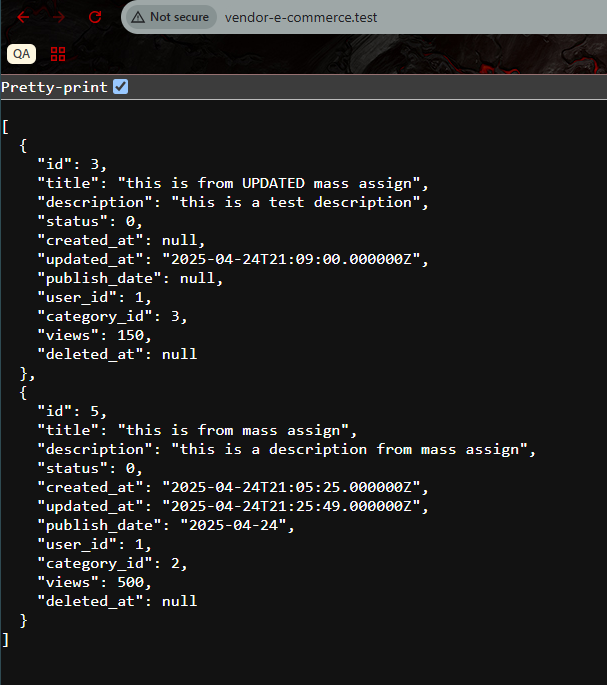 Not secure vendor-e-commerce.test
QA
Pretty-print
[
  {
    "id": 3,
    "title": "this is from UPDATED mass assign",
    "description": "this is a test description",
    "status": 0,
    "created_at": null,
    "updated_at": "2025-04-24T21:09:00.000000Z",
    "publish_date": null,
    "user_id": 1,
    "category_id": 3,
    "views": 150,
    "deleted_at": null
  },
  {
    "id": 5,
    "title": "this is from mass assign",
    "description": "this is a description from mass assign",
    "status": 0,
    "created_at": "2025-04-24T21:05:25.000000Z",
    "updated_at": "2025-04-24T21:25:49.000000Z",
    "publish_date": "2025-04-24",
    "user_id": 1,
    "category_id": 2,
    "views": 500,
    "deleted_at": null
  }
]